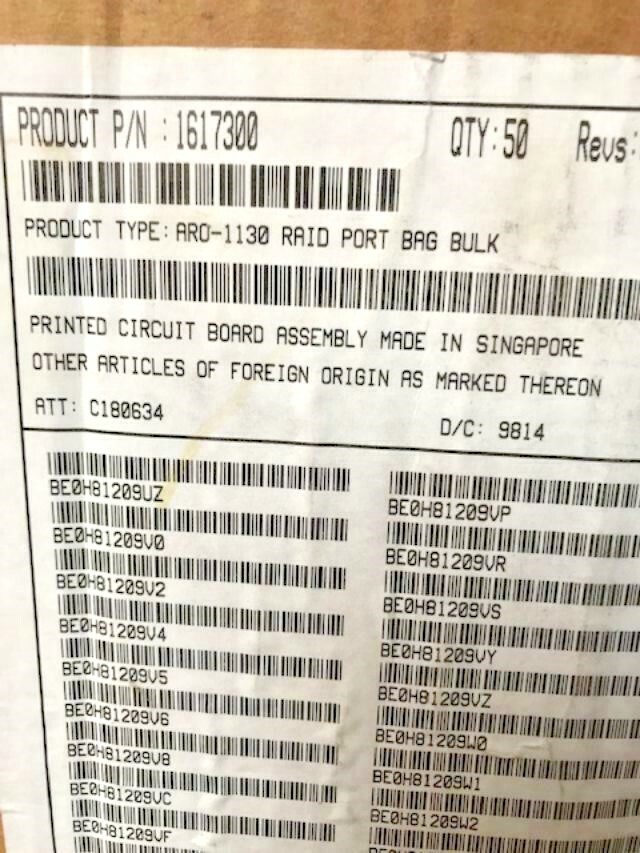 PRODUCT P/N : 1617300 QTY: 50 Revs:
PRODUCT TYPE: ARO-1130 RAID PORT BAG BULK
PRINTED CIRCUIT BOARD ASSEMBLY MADE IN SINGAPORE
OTHER ARTICLES OF FOREIGN ORIGIN AS MARKED THEREON
ATT: C180634 D/C: 9814
BE0H81209UZ
BE0H81209V0
BE0H81209V2
BE0H81209V4
BE0H81209V5
BE0H81209V6
BE0H81209V8
BE0H81209VC
BE0H81209VF
BE0H81209VP
BE0H81209VR
BE0H81209VS
BE0H81209VY
BE0H81209VZ
BE0H81209W0
BE0H81209W1
BE0H81209W2